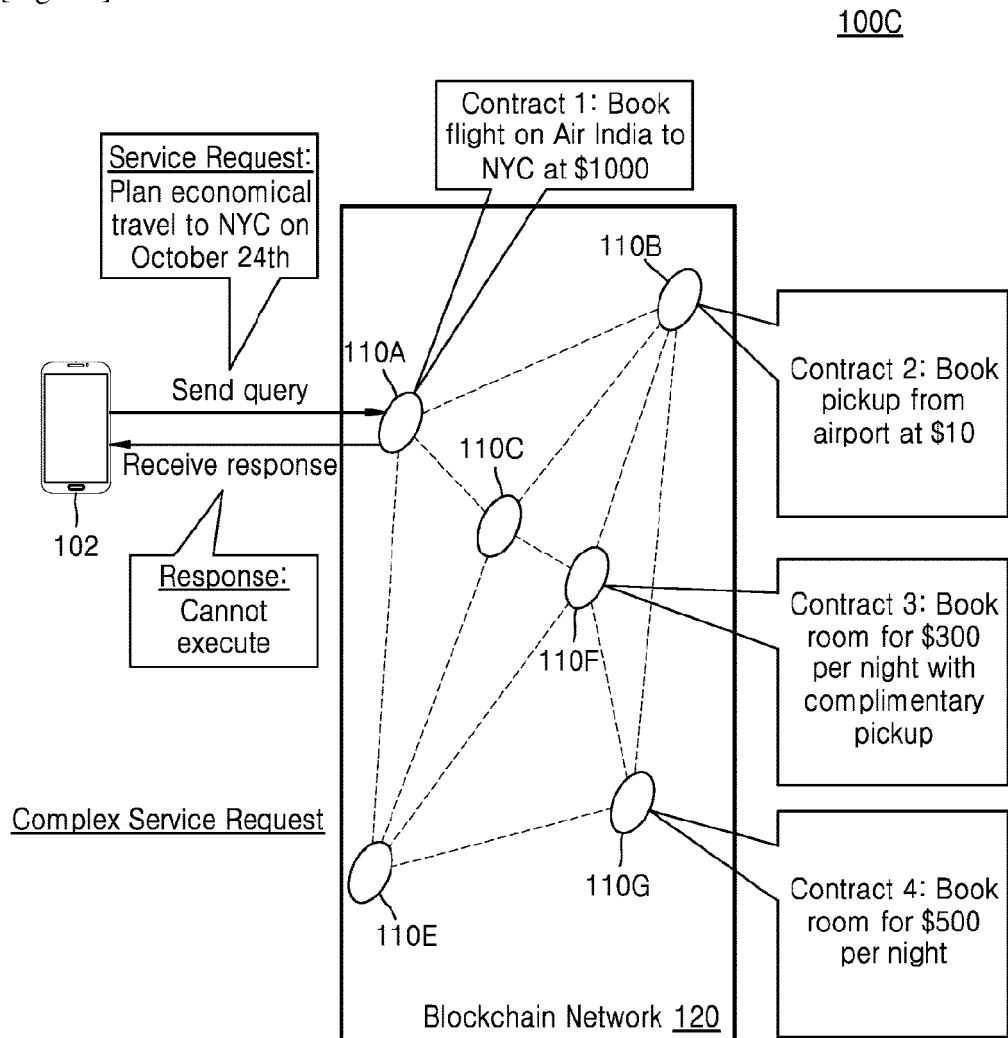 100C
Contract 1: Book
flight on Air India to
NYC at $1000
Service Request:
Plan economical
travel to NYC on
October 24th
110B
110A
Send query
Receive response
102
110C
Contract 2: Book
pickup from
airport at $10
Response:
Cannot
execute
110F
Contract 3: Book
room for $300
per night with
complimentary
pickup
Complex Service Request
110E
110G
Contract 4: Book
room for $500
per night
Blockchain Network 120